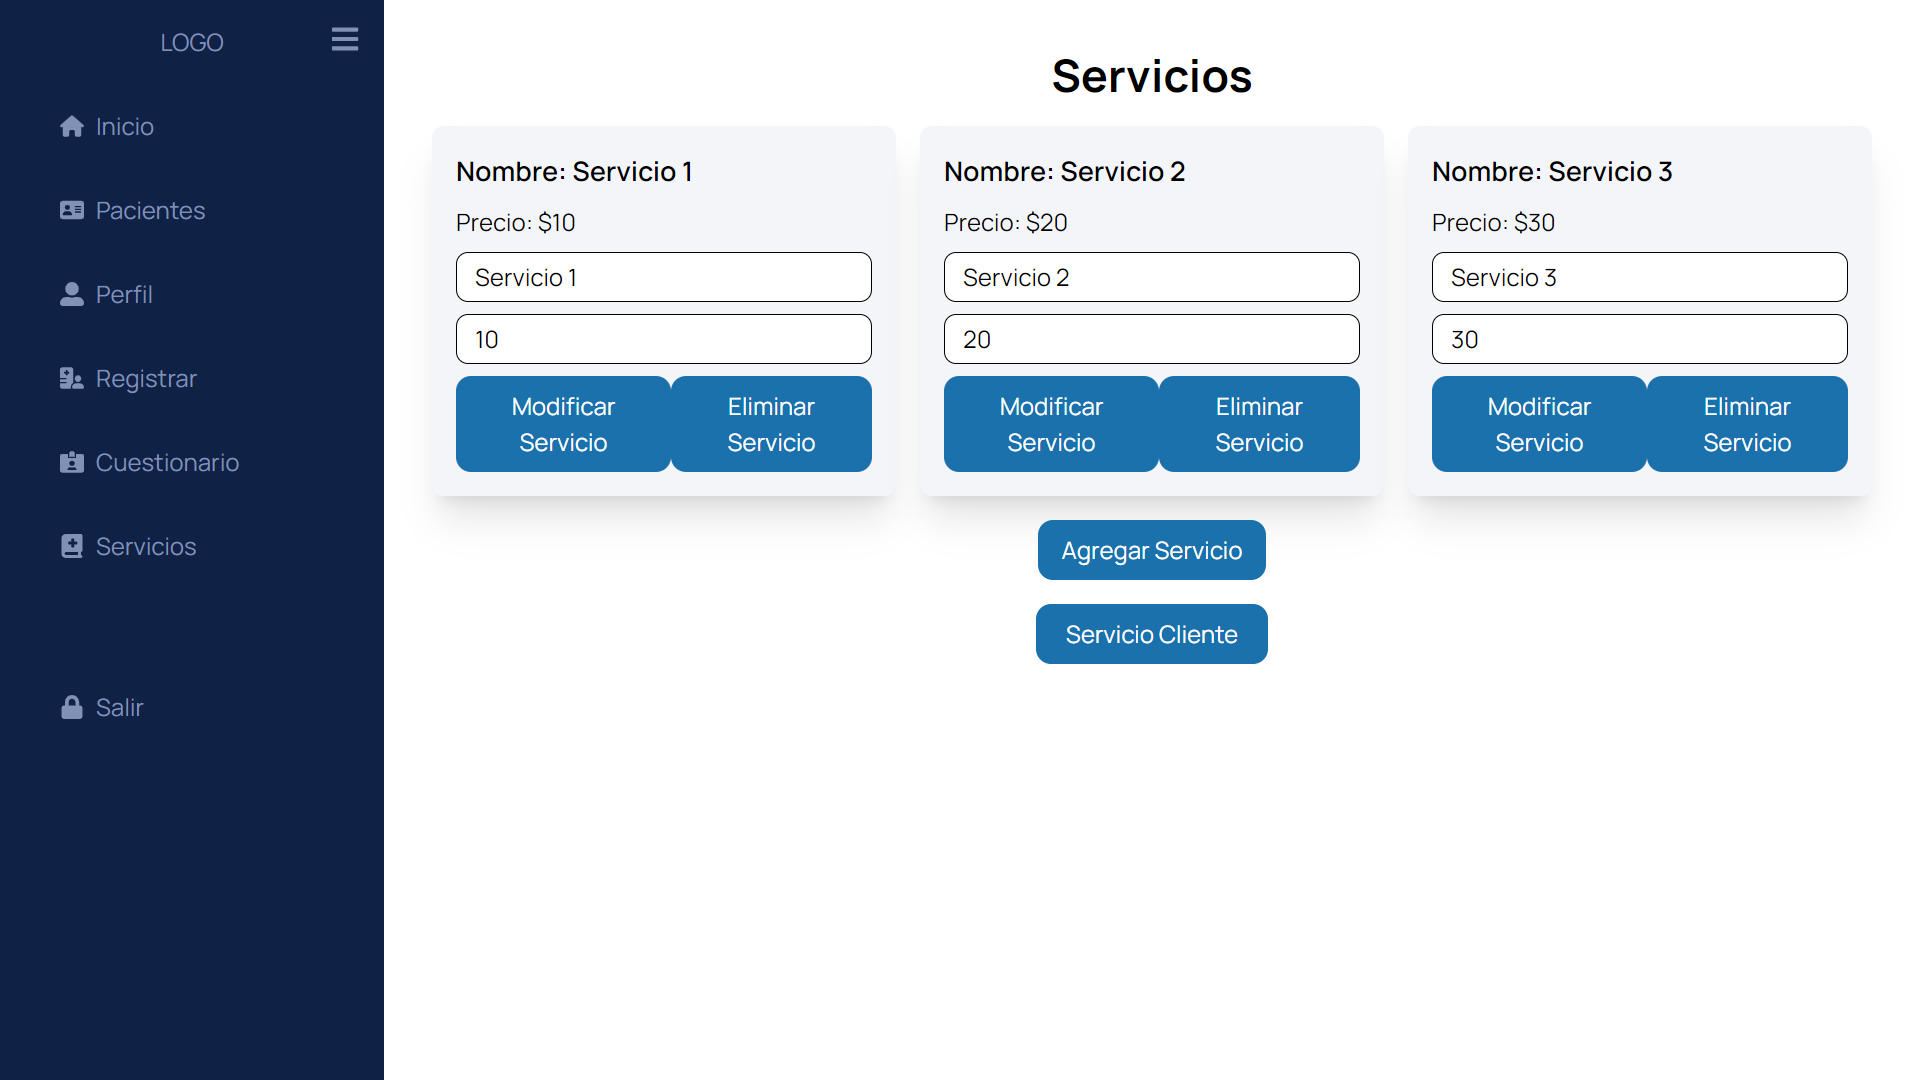 LOGO
Inicio
Pacientes
Perfil
Registrar
Cuestionario
Servicios
Salir
Servicios
Nombre: Servicio 1
Precio: $10
Servicio 1
10
Modificar
Servicio
Eliminar
Servicio
Nombre: Servicio 2
Precio: $20
Servicio 2
20
Modificar
Servicio
Eliminar
Servicio
Nombre: Servicio 3
Precio: $30
Servicio 3
30
Modificar
Servicio
Eliminar
Servicio
Agregar Servicio
Servicio Cliente